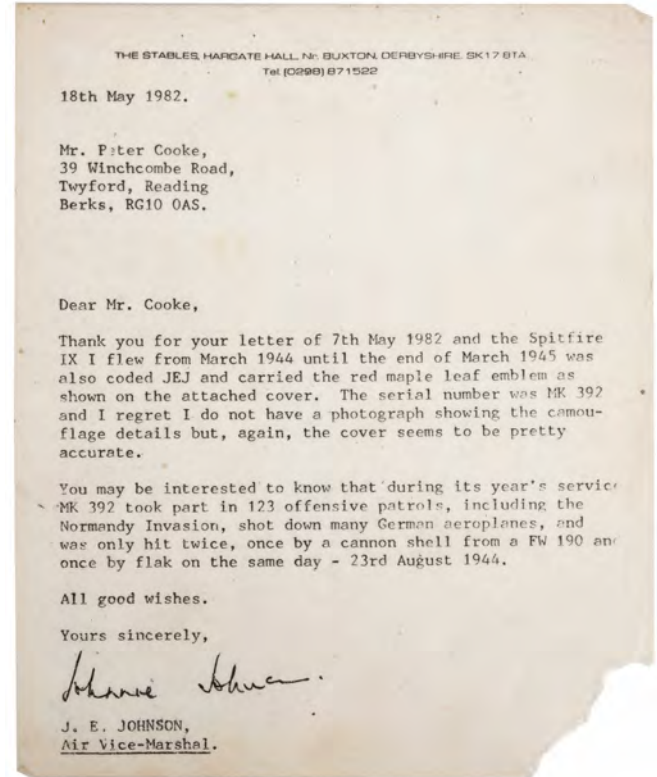 THE STABLES, HARGATE HALL, Nr. BUXTON, DERBYSHIRE. SK17 8TA
Tel. (0298) 871522
18th May 1982.
Mr. Peter Cooke,
39 Winchcombe Road,
Twyford, Reading
Berks, RG10 0AS.
Dear Mr. Cooke,
Thank you for your letter of 7th May 1982 and the Spitfire
IX I flew from March 1944 until the end of March 1945 was
also coded JEJ and carried the red maple leaf emblem as
shown on the attached cover. The serial number was MK 392
and I regret I do not have a photograph showing the camou-
flage details but, again, the cover seems to be pretty
accurate.
You may be interested to know that during its year's service
MK 392 took part in 123 offensive patrols, including the
Normandy Invasion, shot down many German aeroplanes, and
was only hit twice, once by a cannon shell from a FW 190 and
once by flak on the same day - 23rd August 1944.
All good wishes.
Yours sincerely,
Johnnie Johnson.
J. E. JOHNSON,
Air Vice-Marshal.